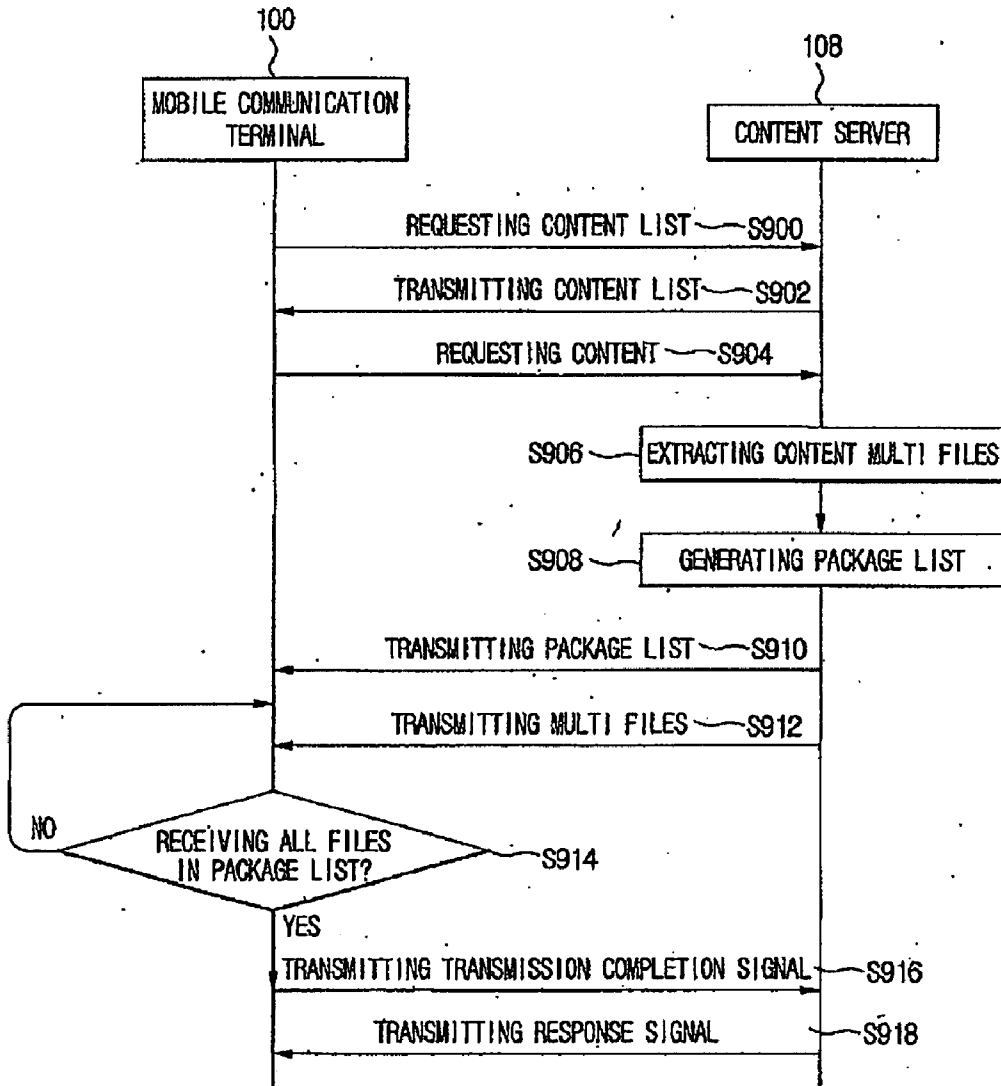 100
108
MOBILE COMMUNICATION
TERMINAL
CONTENT SERVER
REQUESTING CONTENT LIST S900
TRANSMITTING CONTENT LIST S902
REQUESTING CONTENT S904
S906 EXTRACTING CONTENT MULTI FILES
S908 GENERATING PACKAGE LIST
TRANSMITTING PACKAGE LIST S910
TRANSMITTING MULTI FILES S912
NO
RECEIVING ALL FILES
IN PACKAGE LIST?
S914
YES
TRANSMITTING TRANSMISSION COMPLETION SIGNAL S916
TRANSMITTING RESPONSE SIGNAL S918